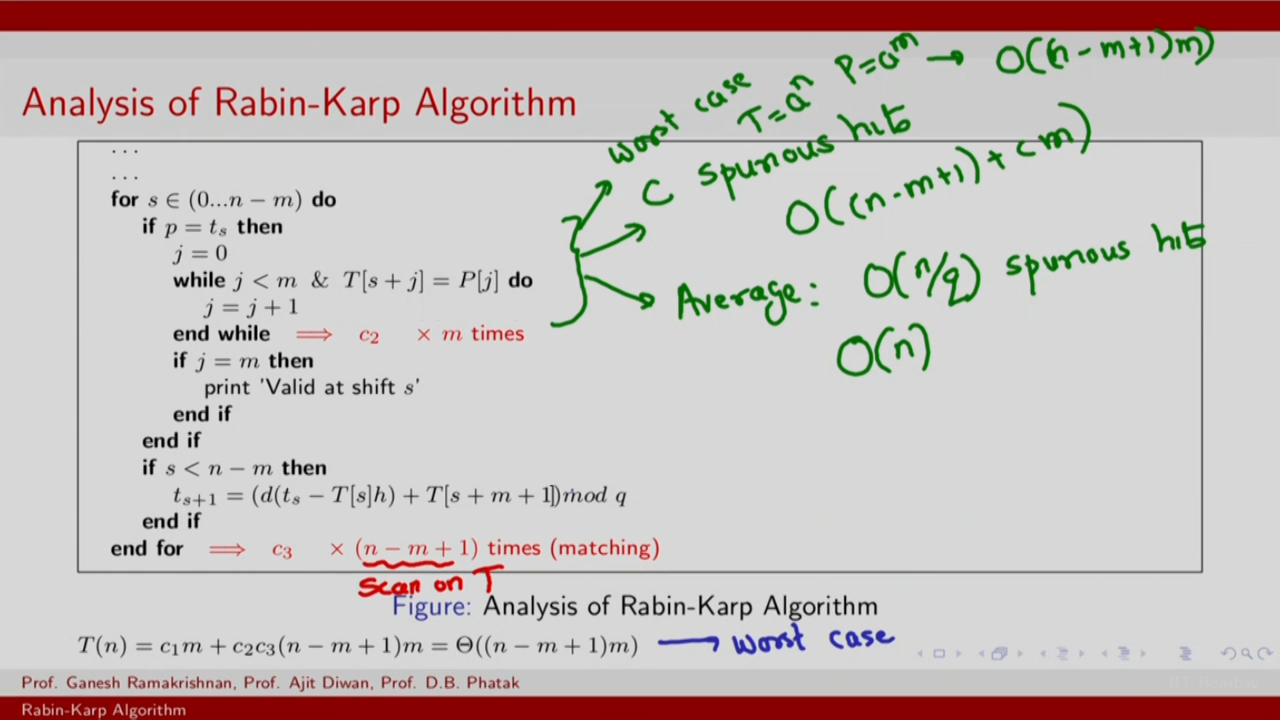 Analysis of Rabin-Karp Algorithm
worst case
T=a^n P=a^m → O((n-m+1)m)
C spurious hits
O((n-m+1)+cm)
Average: O(n/q) spurious hits
O(n)
. . .
. . .
for s ∈ (0...n − m) do
if p = t_s then
j = 0
while j < m & T[s + j] = P[j] do
j = j + 1
end while ⟹ c_2 × m times
if j = m then
print 'Valid at shift s'
end if
end if
if s < n − m then
t_{s+1} = (d(t_s − T[s]h) + T[s + m + 1])mod q
end if
end for ⟹ c_3 × (n − m + 1) times (matching)
Scan on T
Figure: Analysis of Rabin-Karp Algorithm
T(n) = c_1m + c_2c_3(n − m + 1)m = Θ((n − m + 1)m) → worst case
Prof. Ganesh Ramakrishnan, Prof. Ajit Diwan, Prof. D.B. Phatak
Rabin-Karp Algorithm